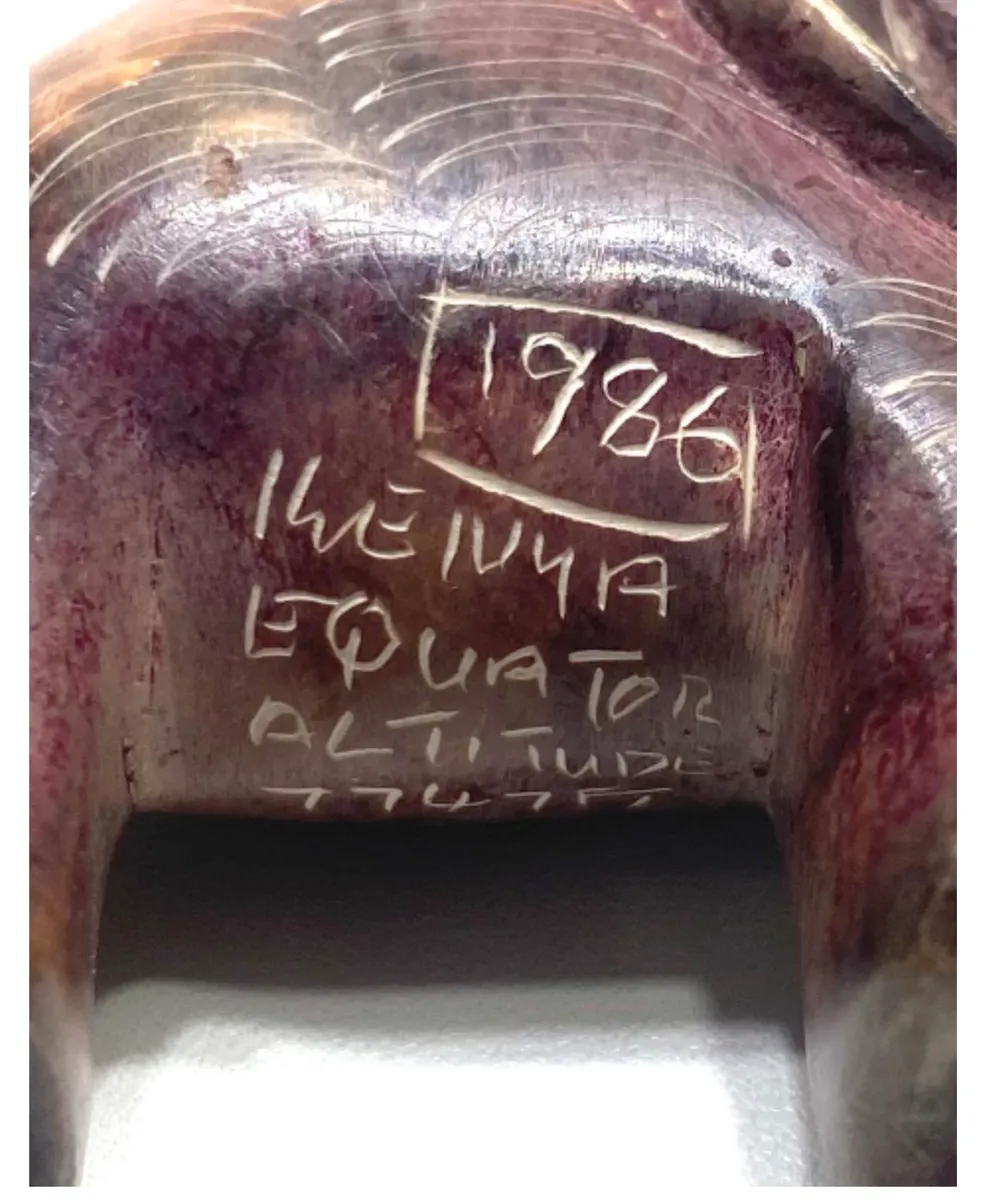 1986
KENYA
EQUATOR
ALTITUDE